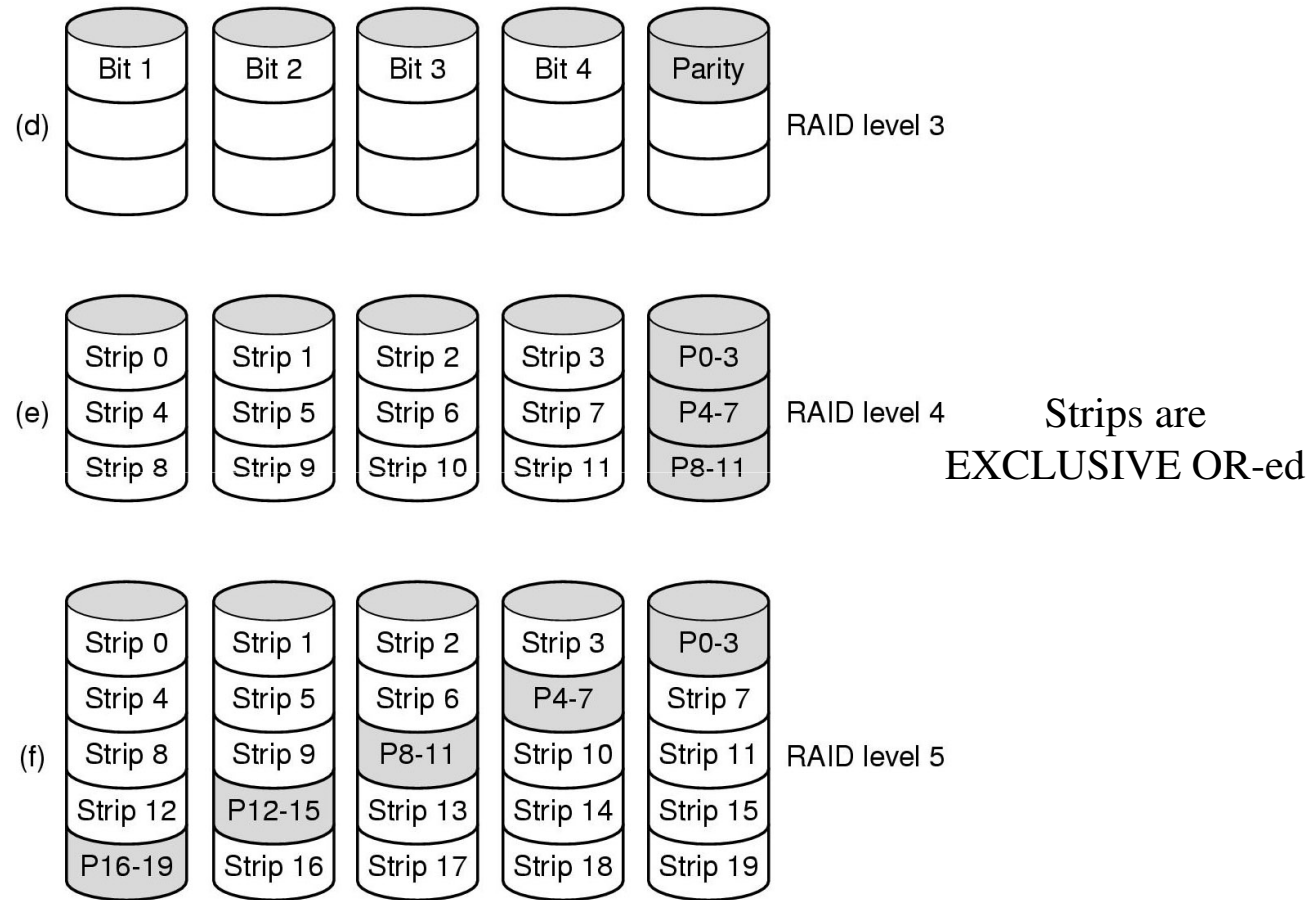 Bit 1 Bit 2 Bit 3 Bit 4 Parity
(d) RAID level 3
Strip 0 Strip 1 Strip 2 Strip 3 P0-3
(e) Strip 4 Strip 5 Strip 6 Strip 7 P4-7 RAID level 4
Strip 8 Strip 9 Strip 10 Strip 11 P8-11
Strips are
EXCLUSIVE OR-ed
Strip 0 Strip 1 Strip 2 Strip 3 P0-3
Strip 4 Strip 5 Strip 6 P4-7 Strip 7
(f) Strip 8 Strip 9 P8-11 Strip 10 Strip 11 RAID level 5
Strip 12 P12-15 Strip 13 Strip 14 Strip 15
P16-19 Strip 16 Strip 17 Strip 18 Strip 19